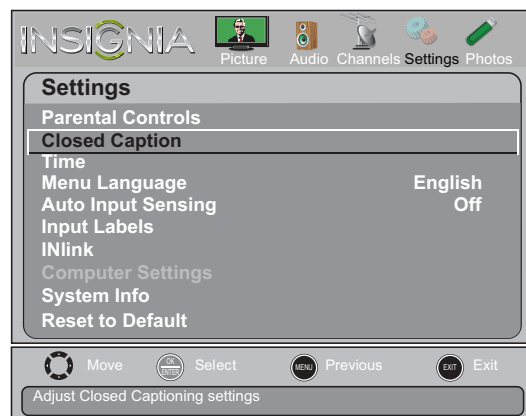 INSIGNIA
Picture Audio Channels Settings Photos
Settings
Parental Controls
Closed Caption
Time
Menu Language English
Auto Input Sensing Off
Input Labels
INlink
Computer Settings
System Info
Reset to Default
Move OK ENTER Select MENU Previous EXIT Exit
Adjust Closed Captioning settings